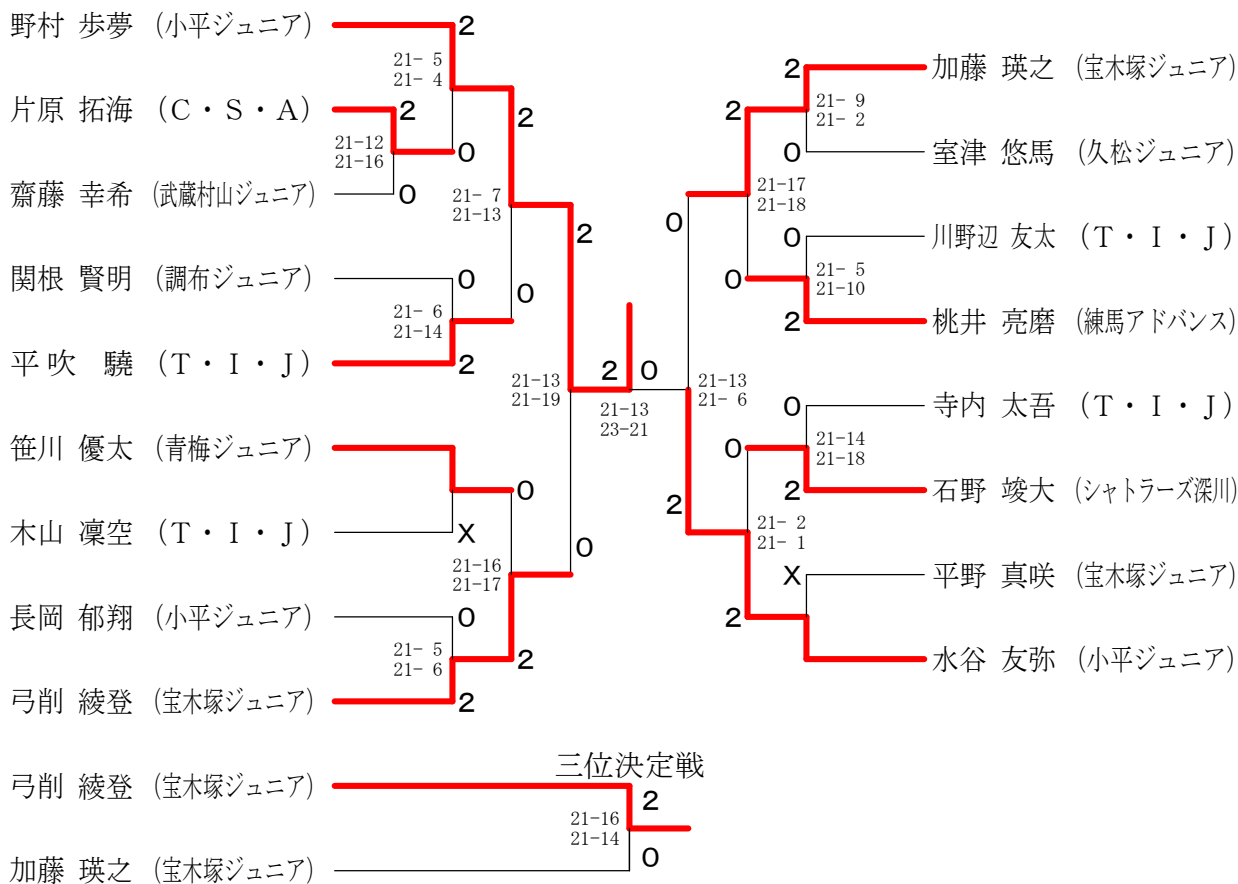 野村 歩夢 (小平ジュニア)
2
21- 5
21- 4
片原 拓海 (C・S・A)
2
2
21-12
21-16
0
齋藤 幸希 (武蔵村山ジュニア)
0
21- 7
21-13
2
関根 賢明 (調布ジュニア)
0
0
21- 6
21-14
平吹 驍 (T・I・J)
2
21-13
21-19
2 0
21-13
23-21
笹川 優太 (青梅ジュニア)
0
木山 凜空 (T・I・J)
X
0
21-16
21-17
長岡 郁翔 (小平ジュニア)
0
21- 5
21- 6
2
弓削 綾登 (宝木塚ジュニア)
2
2
加藤 瑛之 (宝木塚ジュニア)
2
21- 9
21- 2
0
室津 悠馬 (久松ジュニア)
21-17
21-18
0
0
川野辺 友太 (T・I・J)
0
21- 5
21-10
2
桃井 亮磨 (練馬アドバンス)
21-13
21- 6
0
寺内 太吾 (T・I・J)
0
21-14
21-18
2
石野 竣大 (シャトラーズ深川)
2
21- 2
21- 1
X
平野 真咲 (宝木塚ジュニア)
2
水谷 友弥 (小平ジュニア)
三位決定戦
弓削 綾登 (宝木塚ジュニア)
2
21-16
21-14
0
加藤 瑛之 (宝木塚ジュニア)